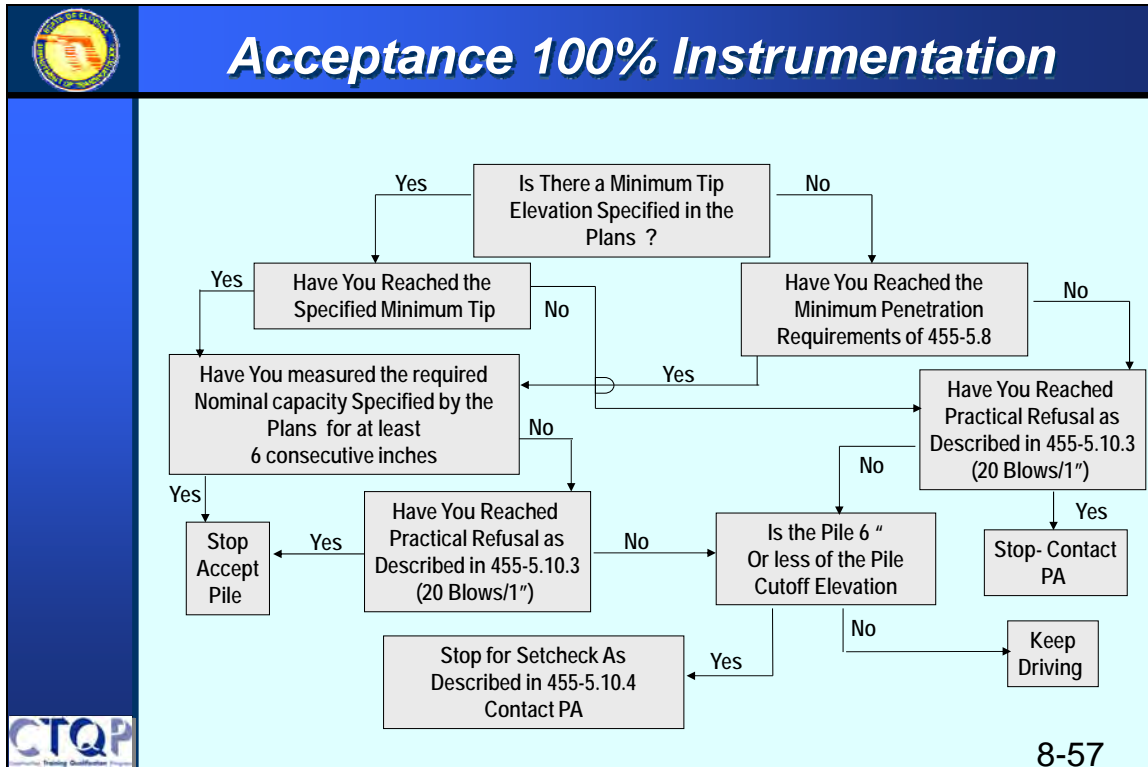 Acceptance 100% Instrumentation
Is There a Minimum Tip
Elevation Specified in the
Plans ?
Yes
No
Have You Reached the
Specified Minimum Tip
Yes
No
Have You Reached the
Minimum Penetration
Requirements of 455-5.8
No
Yes
Have You measured the required
Nominal capacity Specified by the
Plans for at least
6 consecutive inches
No
Yes
Have You Reached
Practical Refusal as
Described in 455-5.10.3
(20 Blows/1”)
No
Yes
Stop
Accept
Pile
Yes
Have You Reached
Practical Refusal as
Described in 455-5.10.3
(20 Blows/1”)
No
Is the Pile 6 “
Or less of the Pile
Cutoff Elevation
Stop- Contact
PA
No
Yes
Keep
Driving
Stop for Setcheck As
Described in 455-5.10.4
Contact PA
CTQP
Training Qualification
8-57